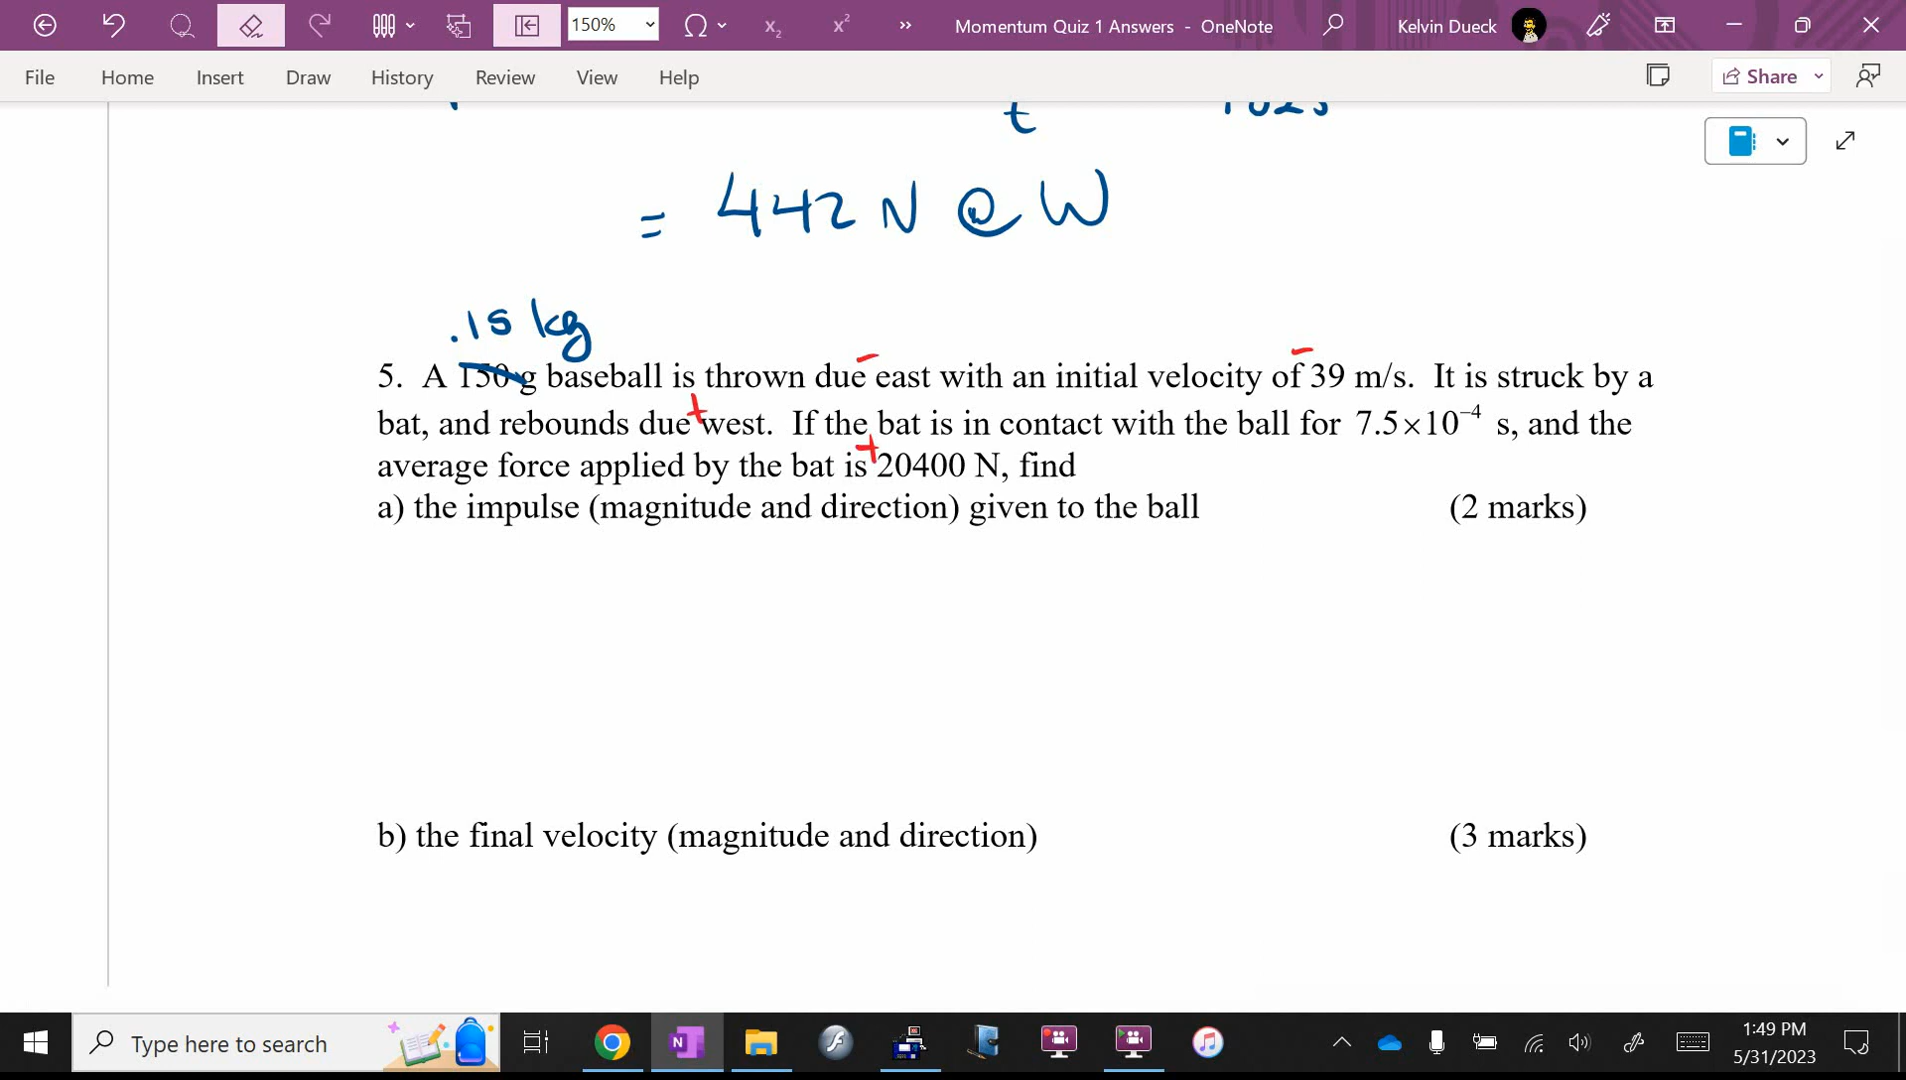 150%
Ω
x₂
x²
»
Momentum Quiz 1 Answers - OneNote
Kelvin Dueck
File
Home
Insert
Draw
History
Review
View
Help
Share
t
= 442 N @ W
.15 kg
5. A 150 g baseball is thrown due east with an initial velocity of 39 m/s. It is struck by a
bat, and rebounds due west. If the bat is in contact with the ball for 7.5×10⁻⁴ s, and the
average force applied by the bat is 20400 N, find
a) the impulse (magnitude and direction) given to the ball (2 marks)
b) the final velocity (magnitude and direction) (3 marks)
Type here to search
1:49 PM
5/31/2023